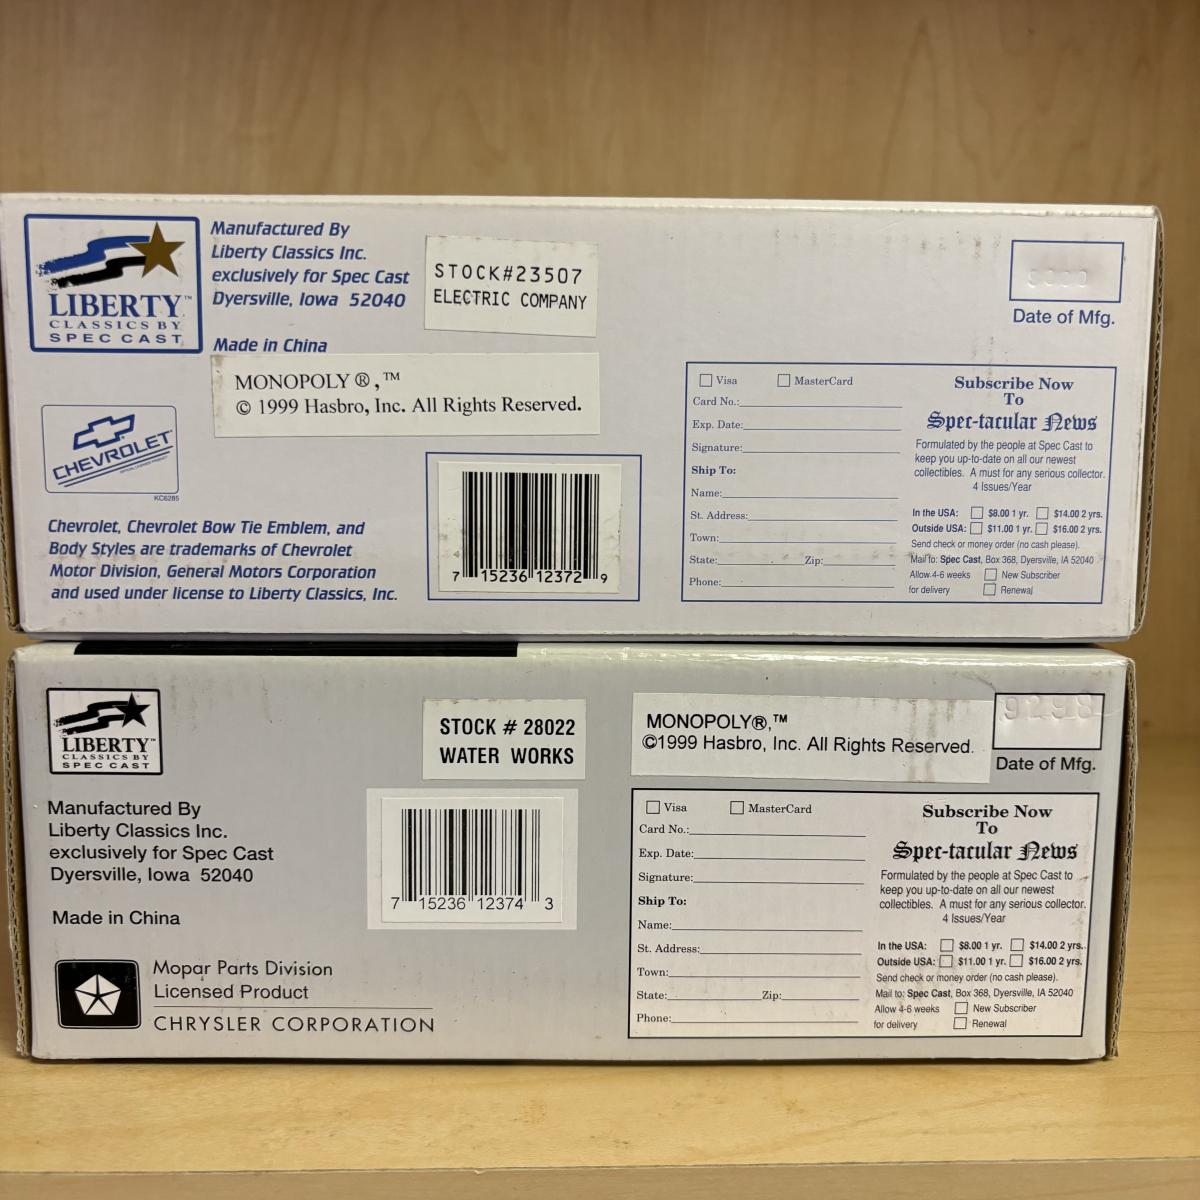 LIBERTY™
CLASSICS BY
SPEC CAST
Manufactured By
Liberty Classics Inc.
exclusively for Spec Cast
Dyersville, Iowa 52040
Made in China
STOCK#23507
ELECTRIC COMPANY
MONOPOLY®,™
© 1999 Hasbro, Inc. All Rights Reserved.
CHEVROLET
KC6285
Chevrolet, Chevrolet Bow Tie Emblem, and
Body Styles are trademarks of Chevrolet
Motor Division, General Motors Corporation
and used under license to Liberty Classics, Inc.
7 15236 12372 9
Date of Mfg.
Visa MasterCard
Card No.:
Exp. Date:
Signature:
Ship To:
Name:
St. Address:
Town:
State: Zip:
Phone:
Subscribe Now
To
Spec-tacular News
Formulated by the people at Spec Cast to
keep you up-to-date on all our newest
collectibles. A must for any serious collector.
4 Issues/Year
In the USA: $8.00 1 yr. $14.00 2 yrs.
Outside USA: $11.00 1 yr. $16.00 2 yrs.
Send check or money order (no cash please).
Mail to: Spec Cast, Box 368, Dyersville, IA 52040
Allow 4-6 weeks New Subscriber
for delivery Renewal
LIBERTY™
CLASSICS BY
SPEC CAST
Manufactured By
Liberty Classics Inc.
exclusively for Spec Cast
Dyersville, Iowa 52040
Made in China
Mopar Parts Division
Licensed Product
CHRYSLER CORPORATION
STOCK # 28022
WATER WORKS
7 15236 12374 3
MONOPOLY®,™
©1999 Hasbro, Inc. All Rights Reserved.
9298
Date of Mfg.
Visa MasterCard
Card No.:
Exp. Date:
Signature:
Ship To:
Name:
St. Address:
Town:
State: Zip:
Phone:
Subscribe Now
To
Spec-tacular News
Formulated by the people at Spec Cast to
keep you up-to-date on all our newest
collectibles. A must for any serious collector.
4 Issues/Year
In the USA: $8.00 1 yr. $14.00 2 yrs.
Outside USA: $11.00 1 yr. $16.00 2 yrs.
Send check or money order (no cash please).
Mail to: Spec Cast, Box 368, Dyersville, IA 52040
Allow 4-6 weeks New Subscriber
for delivery Renewal